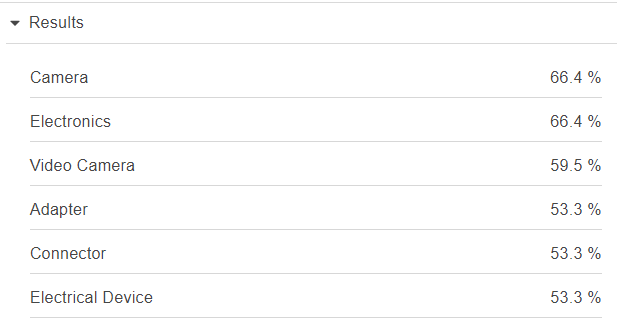 Results
Camera 66.4 %
Electronics 66.4 %
Video Camera 59.5 %
Adapter 53.3 %
Connector 53.3 %
Electrical Device 53.3 %